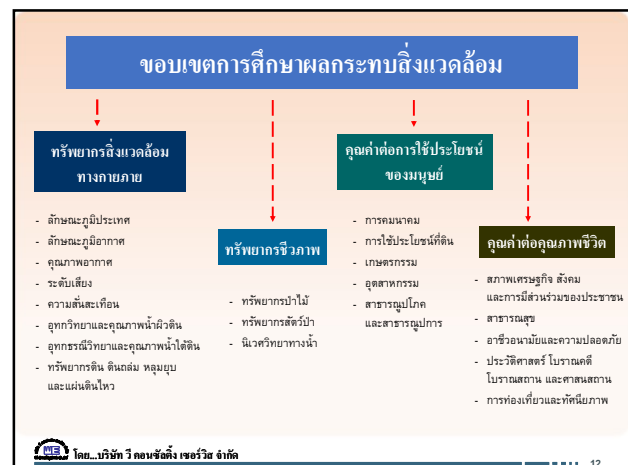 ขอบเขตการศึกษาผลกระทบสิ่งแวดล้อม
ทรัพยากรสิ่งแวดล้อม
ทางกายภาย
- ลักษณะภูมิประเทศ
- ลักษณะภูมิอากาศ
- คุณภาพอากาศ
- ระดับเสียง
- ความสั่นสะเทือน
- อุทกวิทยาและคุณภาพน้ำผิวดิน
- อุทกธรณีวิทยาและคุณภาพน้ำใต้ดิน
- ทรัพยากรดิน ดินถล่ม หลุมยุบ
และแผ่นดินไหว
ทรัพยากรชีวภาพ
- ทรัพยากรป่าไม้
- ทรัพยากรสัตว์ป่า
- นิเวศวิทยาทางน้ำ
คุณค่าต่อการใช้ประโยชน์
ของมนุษย์
- การคมนาคม
- การใช้ประโยชน์ที่ดิน
- เกษตรกรรม
- อุตสาหกรรม
- สาธารณูปโภค
และสาธารณูปการ
คุณค่าต่อคุณภาพชีวิต
- สภาพเศรษฐกิจ สังคม
และการมีส่วนร่วมของประชาชน
- สาธารณสุข
- อาชีวอนามัยและความปลอดภัย
- ประวัติศาสตร์ โบราณคดี
โบราณสถาน และศาสนสถาน
- การท่องเที่ยวและทัศนียภาพ
WE
โดย...บริษัท วี คอนซัลติ้ง เซอร์วิส จำกัด
12